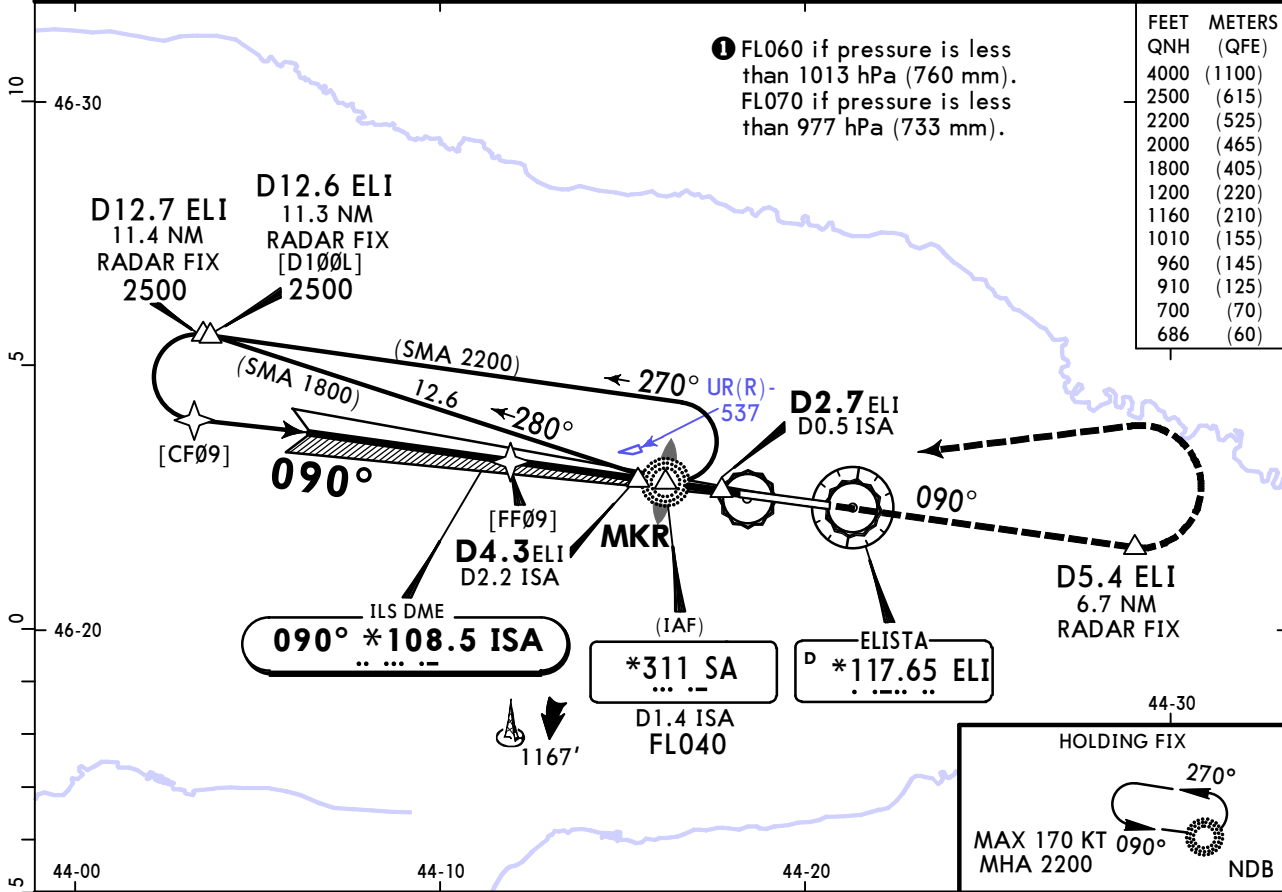 ❶ FL060 if pressure is less
than 1013 hPa (760 mm).
FL070 if pressure is less
than 977 hPa (733 mm).
FEET METERS
QNH (QFE)
4000 (1100)
2500 (615)
2200 (525)
2000 (465)
1800 (405)
1200 (220)
1160 (210)
1010 (155)
960 (145)
910 (125)
700 (70)
686 (60)
10
46-30
D12.7 ELI
11.4 NM
RADAR FIX
2500
D12.6 ELI
11.3 NM
RADAR FIX
[D1ØØL]
2500
5
(SMA 2200)
270°
(SMA 1800)
12.6
280°
UR(R)-
537
D2.7 ELI
D0.5 ISA
[CFØ9]
090°
[FFØ9]
D4.3 ELI
D2.2 ISA
MKR
090°
D5.4 ELI
6.7 NM
RADAR FIX
0
46-20
ILS DME
090° *108.5 ISA
(IAF)
*311 SA
D1.4 ISA
FL040
ELISTA
D *117.65 ELI
1167'
44-30
HOLDING FIX
270°
MAX 170 KT
MHA 2200
090°
NDB
5
44-00
44-10
44-20